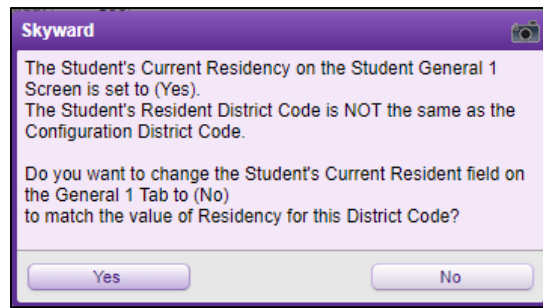 Skyward
The Student's Current Residency on the Student General 1
Screen is set to (Yes).
The Student's Resident District Code is NOT the same as the
Configuration District Code.
Do you want to change the Student's Current Resident field on
the General 1 Tab to (No)
to match the value of Residency for this District Code?
Yes
No